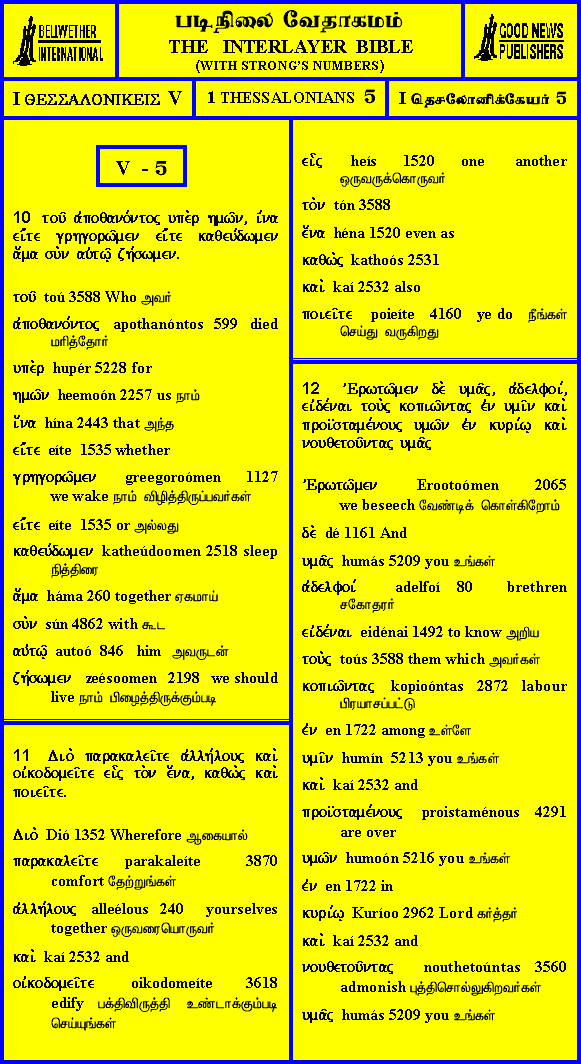 BELLWETHER
INTERNATIONAL
படிநிலை வேதாகமம்
THE INTERLAYER BIBLE
(WITH STRONG'S NUMBERS)
GOOD NEWS
PUBLISHERS
I ΘΕΣΣΑΛΟΝΙΚΕΙΣ V
1 THESSALONIANS 5
I தெசலோனிக்கேயர் 5
V - 5
10 τοῦ ἀποθανόντος υπὲρ ημῶν, ίνα
εἴτε γρηγορῶμεν εἴτε καθεύδωμεν
ἅμα σὺν αὐτῷ ζήσωμεν.
τοῦ toú 3588 Who அவர்
ἀποθανόντος apothanóntos 599 died
மரித்தோர்
υπὲρ hupér 5228 for
ημῶν heemoón 2257 us நாம்
ἵνα hína 2443 that அந்த
εἴτε eíte 1535 whether
γρηγορῶμεν greegoroómen 1127
we wake நாம் விழித்திருப்பவர்கள்
εἴτε eíte 1535 or அல்லது
καθεύδωμεν katheúdoomen 2518 sleep
நித்திரை
ἅμα háma 260 together ஏகமாய்
σὺν sún 4862 with கூட
αὐτῷ autoó 846 him அவருடன்
ζήσωμεν zeésoomen 2198 we should
live நாம் பிழைத்திருக்கும்படி
11 Διὸ παρακαλεῖτε ἀλλήλους καὶ
οἰκοδομεῖτε εἷς τὸν ἕνα, καθὼς καὶ
ποιεῖτε.
Διὸ Dió 1352 Wherefore ஆகையால்
παρακαλεῖτε parakaleíte 3870
comfort தேற்றுங்கள்
ἀλλήλους alleélous 240 yourselves
together ஒருவரையொருவர்
καὶ kaí 2532 and
οἰκοδομεῖτε oikodomeíte 3618
edify பக்திவிருத்தி உண்டாக்கும்படி
செய்யுங்கள்
εἷς heís 1520 one another
ஒருவருக்கொருவர்
τὸν tón 3588
ἕνα héna 1520 even as
καθὼς kathoós 2531
καὶ kaí 2532 also
ποιεῖτε poieíte 4160 ye do நீங்கள்
செய்து வருகிறது
12 Ἐρωτῶμεν δὲ υμᾶς, ἀδελφοί,
εἰδέναι τοὺς κοπιῶντας ἐν υμῖν καὶ
προϊσταμένους υμῶν ἐν κυρίῳ καὶ
νουθετοῦντας υμᾶς
Ἐρωτῶμεν Erootoómen 2065
we beseech வேண்டிக் கொள்கிறோம்
δὲ dé 1161 And
υμᾶς humás 5209 you உங்கள்
ἀδελφοί adelfoí 80 brethren
சகோதரர்
εἰδέναι eidénai 1492 to know அறிய
τοὺς toús 3588 them which அவர்கள்
κοπιῶντας kopioóntas 2872 labour
பிரயாசப்பட்டு
ἐν en 1722 among உள்ளே
υμῖν humín 5213 you உங்கள்
καὶ kaí 2532 and
προϊσταμένους proistaménous 4291
are over
υμῶν humoón 5216 you உங்கள்
ἐν en 1722 in
κυρίῳ Kuríoo 2962 Lord கர்த்தர்
καὶ kaí 2532 and
νουθετοῦντας nouthetoúntas 3560
admonish புத்திசொல்லுகிறவர்கள்
υμᾶς humás 5209 you உங்கள்